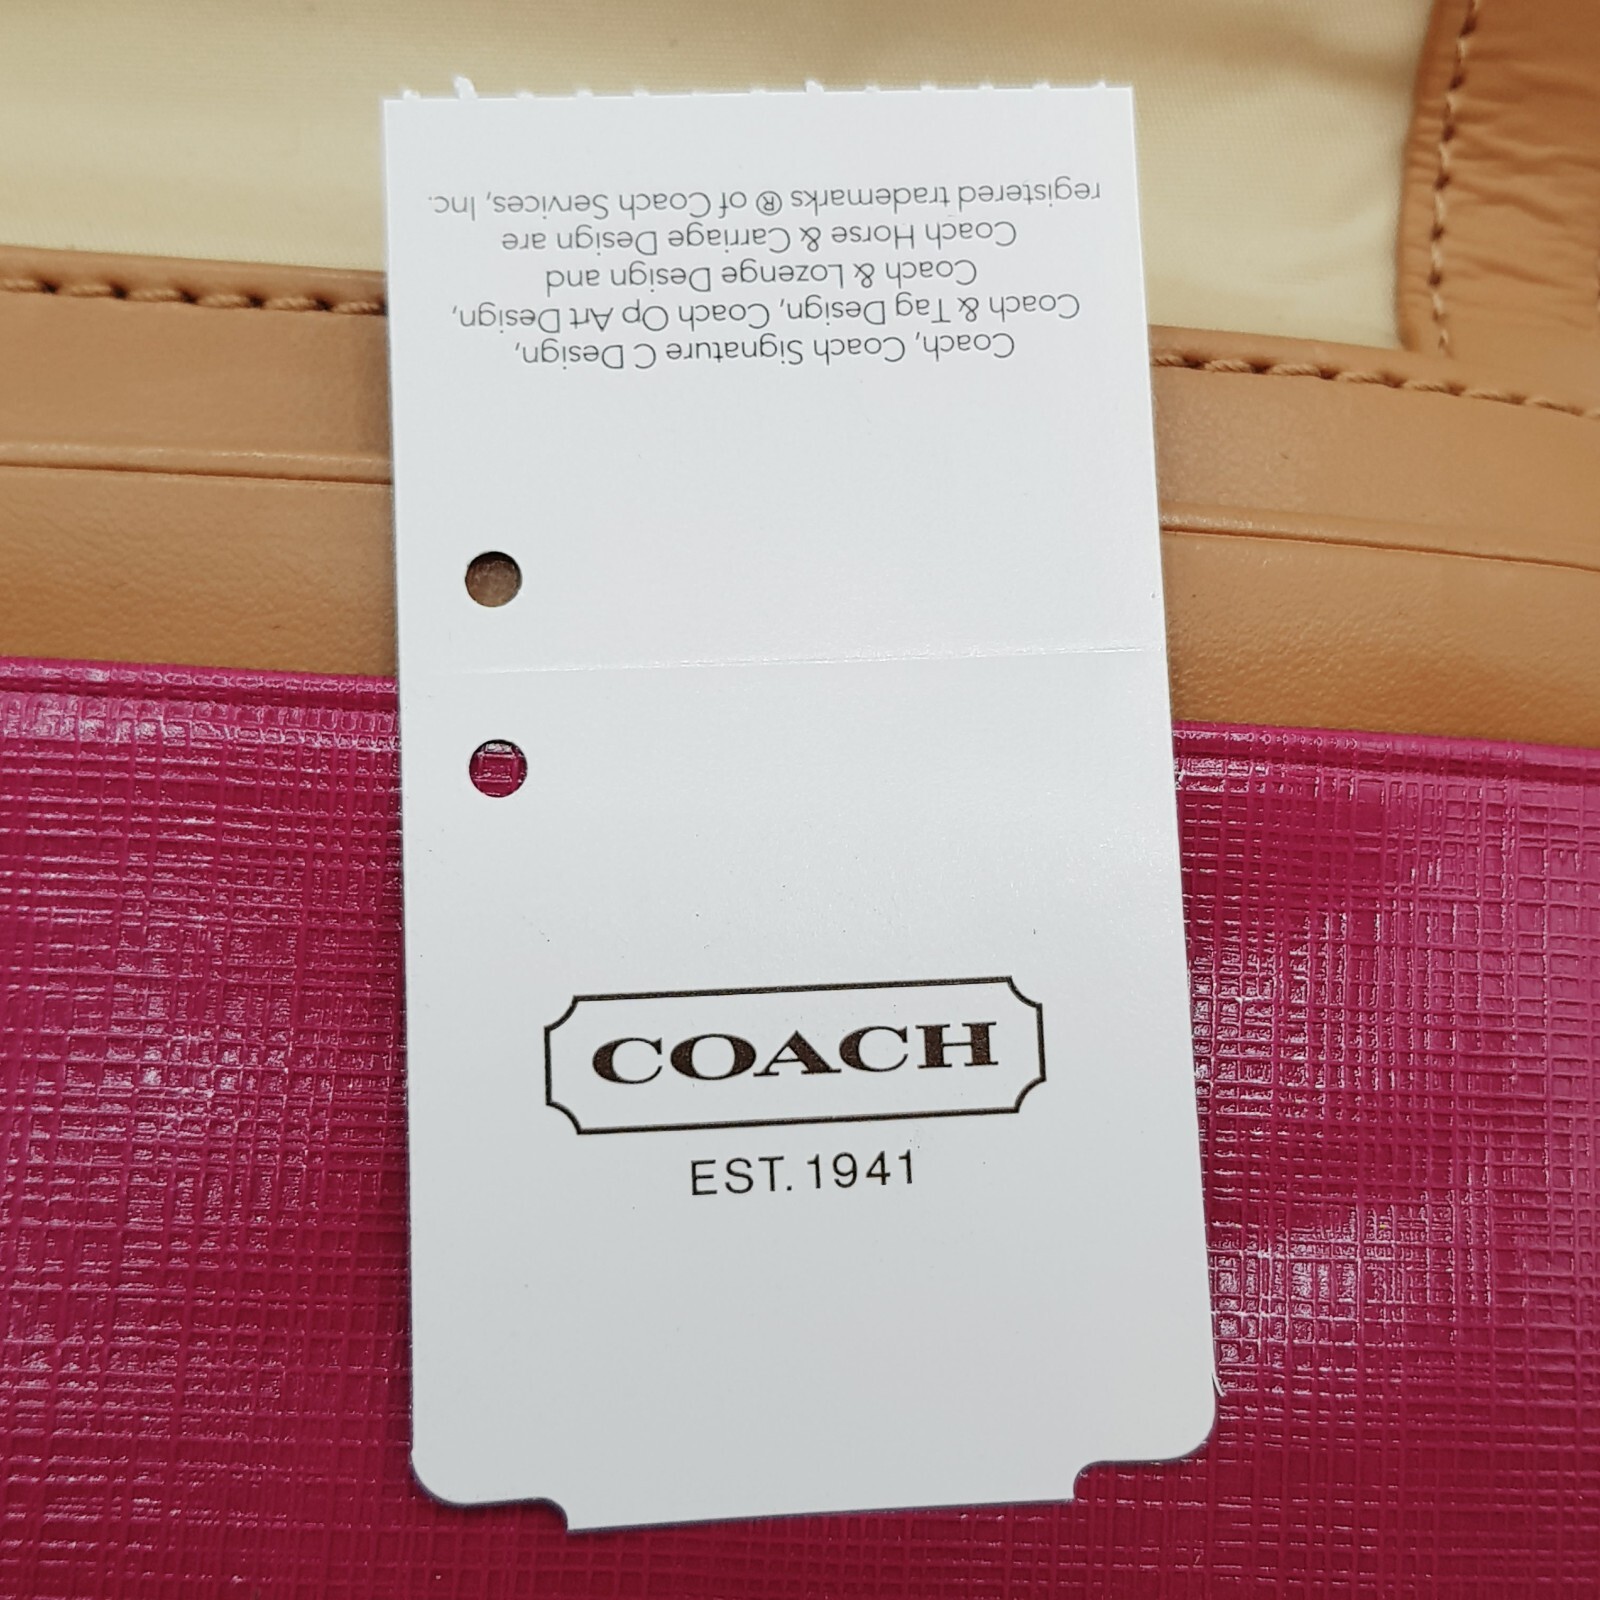 Coach, Coach Signature C Design,
Coach & Tag Design, Coach Op Art Design,
Coach & Lozenge Design and
Coach Horse & Carriage Design are
registered trademarks ® of Coach Services, Inc.
COACH
EST. 1941